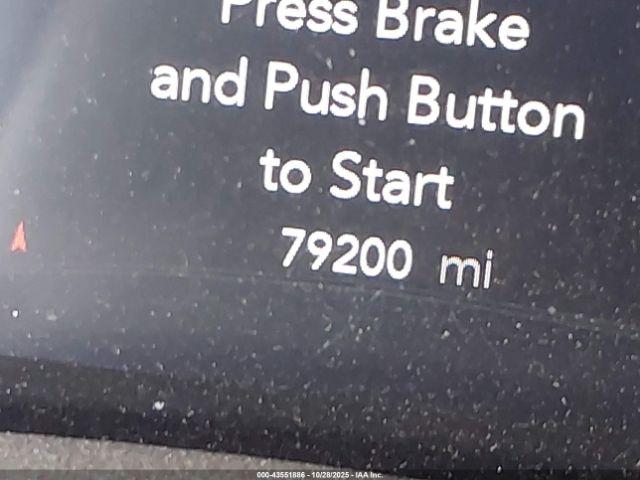 Press Brake
and Push Button
to Start
79200 mi
000-43551886 - 10/28/2025 - IAA Inc.